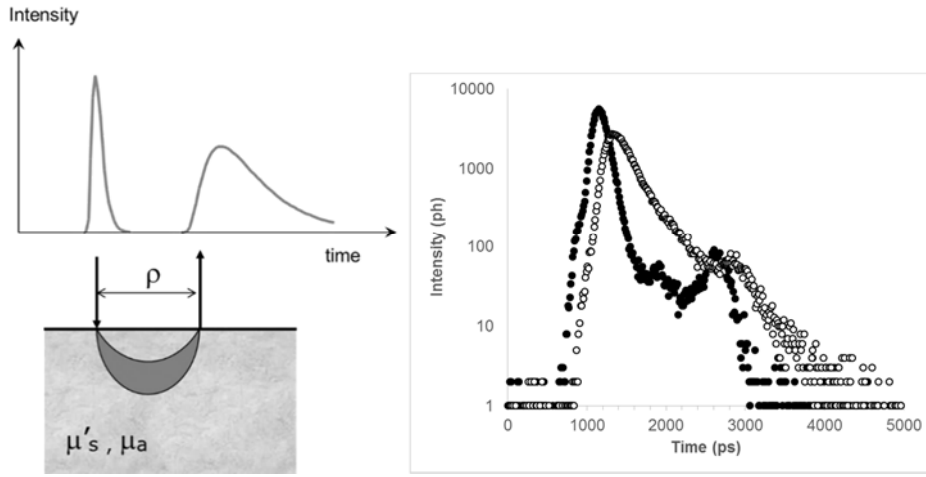 Intensity
time
ρ
μ's , μa
10000
1000
100
10
1
Intensity (ph)
0
1000
2000
3000
4000
5000
Time (ps)